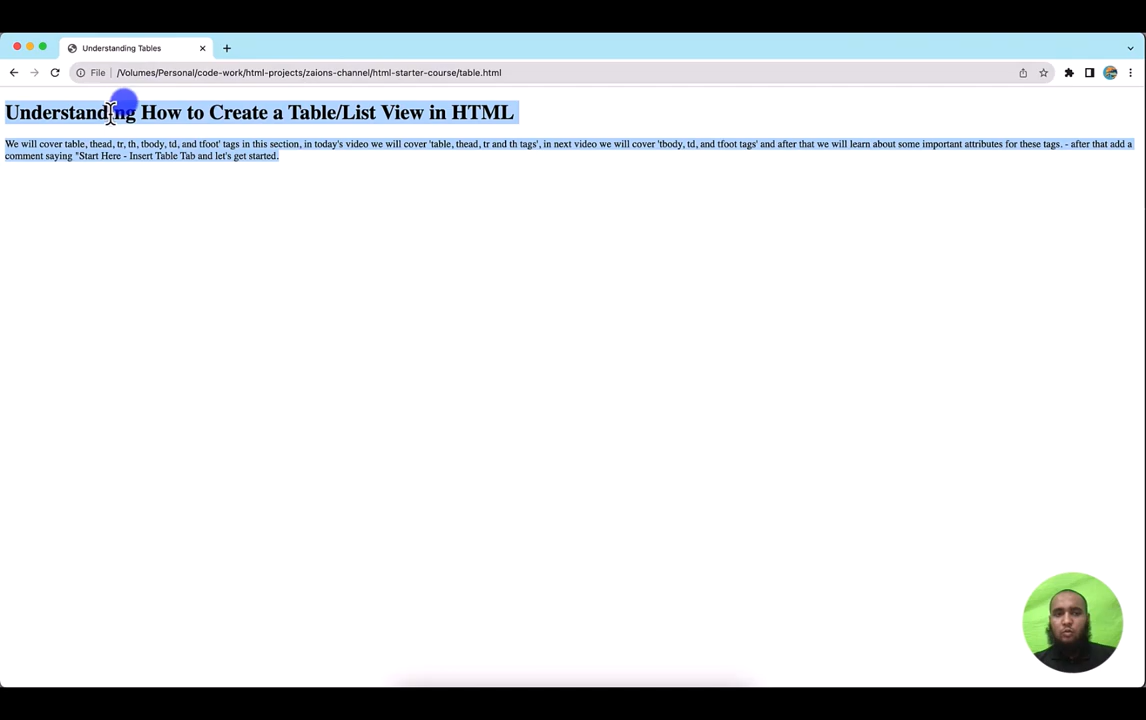 Understanding Tables
File
/Volumes/Personal/code-work/html-projects/zaions-channel/html-starter-course/table.html
Understanding How to Create a Table/List View in HTML
We will cover table, thead, tr, th, tbody, td, and tfoot' tags in this section, in today's video we will cover 'table, thead, tr and th tags', in next video we will cover 'tbody, td, and tfoot tags' and after that we will learn about some important attributes for these tags. - after that add a
comment saying "Start Here - Insert Table Tab and let's get started.